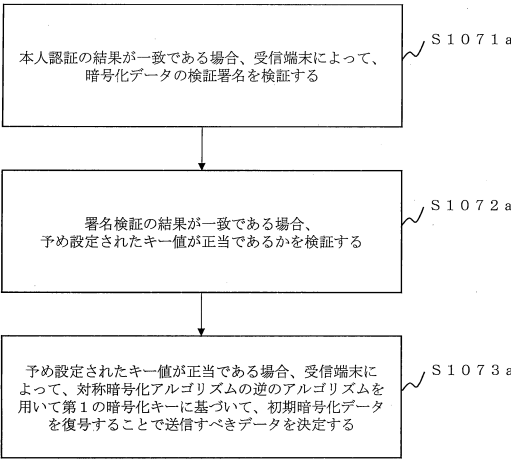 本人認証の結果が一致である場合、受信端末によって、
暗号化データの検証署名を検証する
S1071a
署名検証の結果が一致である場合、
予め設定されたキー値が正当であるかを検証する
S1072a
予め設定されたキー値が正当である場合、受信端末に
よって、対称暗号化アルゴリズムの逆のアルゴリズムを
用いて第1の暗号化キーに基づいて、初期暗号化データ
を復号することで送信すべきデータを決定する
S1073a